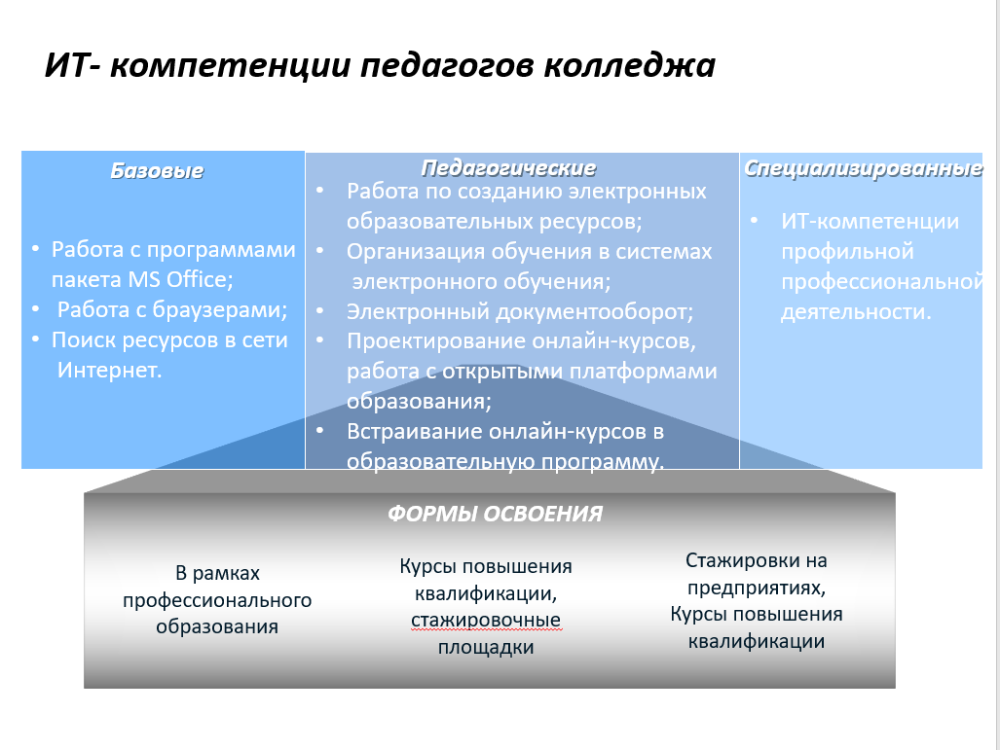 ИТ- компетенции педагогов колледжа
Базовые
• Работа с программами
пакета MS Office;
• Работа с браузерами;
• Поиск ресурсов в сети
Интернет.
Педагогические
• Работа по созданию электронных
образовательных ресурсов;
• Организация обучения в системах
электронного обучения;
• Электронный документооборот;
• Проектирование онлайн-курсов,
работа с открытыми платформами
образования;
• Встраивание онлайн-курсов в
образовательную программу.
Специализированные
• ИТ-компетенции
профильной
профессиональной
деятельности.
ФОРМЫ ОСВОЕНИЯ
В рамках
профессионального
образования
Курсы повышения
квалификации,
стажировочные
площадки
Стажировки на
предприятиях,
Курсы повышения
квалификации